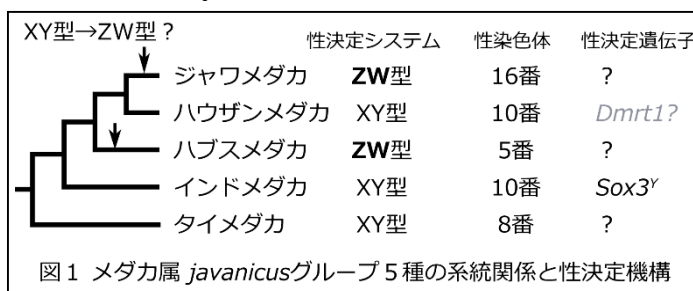 XY型→ZW型？
性決定システム 性染色体 性決定遺伝子
ジャワメダカ ZW型 16番 ?
ハウザンメダカ XY型 10番 Dmrt1?
ハブスメダカ ZW型 5番 ?
インドメダカ XY型 10番 Sox3Y
タイメダカ XY型 8番 ?
図１ メダカ属 javanicusグループ５種の系統関係と性決定機構